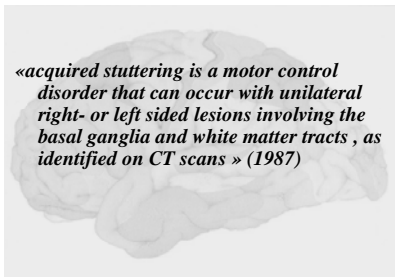 «acquired stuttering is a motor control
disorder that can occur with unilateral
right- or left sided lesions involving the
basal ganglia and white matter tracts , as
identified on CT scans » (1987)